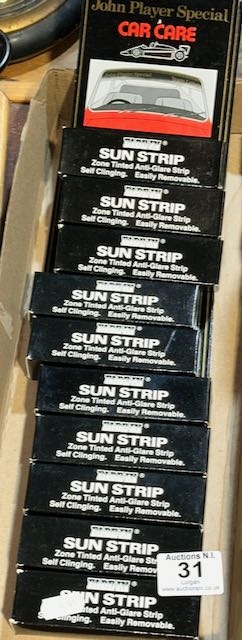 John Player Special
CAR CARE
SUN STRIP
Zone Tinted Anti-Glare Strip
Self Clinging. Easily Removable.
SUN STRIP
Zone Tinted Anti-Glare Strip
Self Clinging. Easily Removable.
SUN STRIP
Zone Tinted Anti-Glare Strip
Self Clinging. Easily Removable.
SUN STRIP
Zone Tinted Anti-Glare Strip
Self Clinging. Easily Removable.
SUN STRIP
Zone Tinted Anti-Glare Strip
Self Clinging. Easily Removable.
SUN STRIP
Zone Tinted Anti-Glare Strip
Self Clinging. Easily Removable.
SUN STRIP
Zone Tinted Anti-Glare Strip
Self Clinging. Easily Removable.
SUN STRIP
Zone Tinted Anti-Glare Strip
Self Clinging. Easily Removable.
SUN STRIP
Zone Tinted Anti-Glare Strip
Self Clinging. Easily
SUN STRIP
Tinted Anti-Glare Strip
Easily Removable.
Auctions N.I.
31
Lurgan